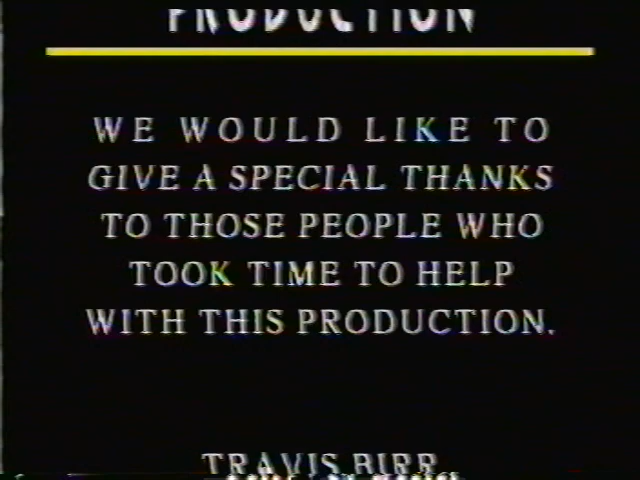 PRODUCTION
WE WOULD LIKE TO
GIVE A SPECIAL THANKS
TO THOSE PEOPLE WHO
TOOK TIME TO HELP
WITH THIS PRODUCTION.
TRAVIS BIRR